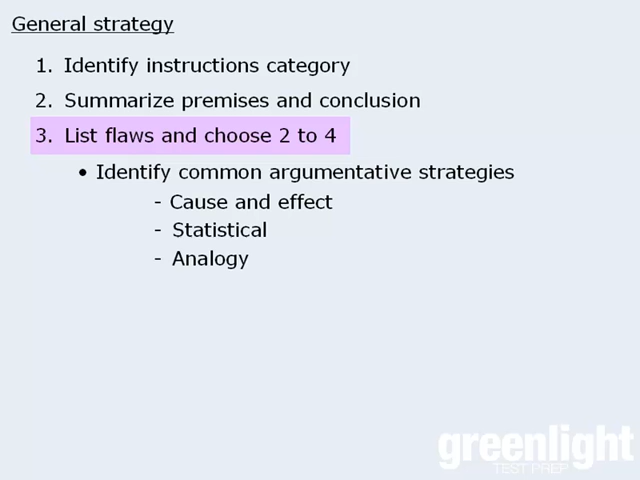 General strategy
1. Identify instructions category
2. Summarize premises and conclusion
3. List flaws and choose 2 to 4
• Identify common argumentative strategies
- Cause and effect
- Statistical
- Analogy
greenlight
TEST PREP